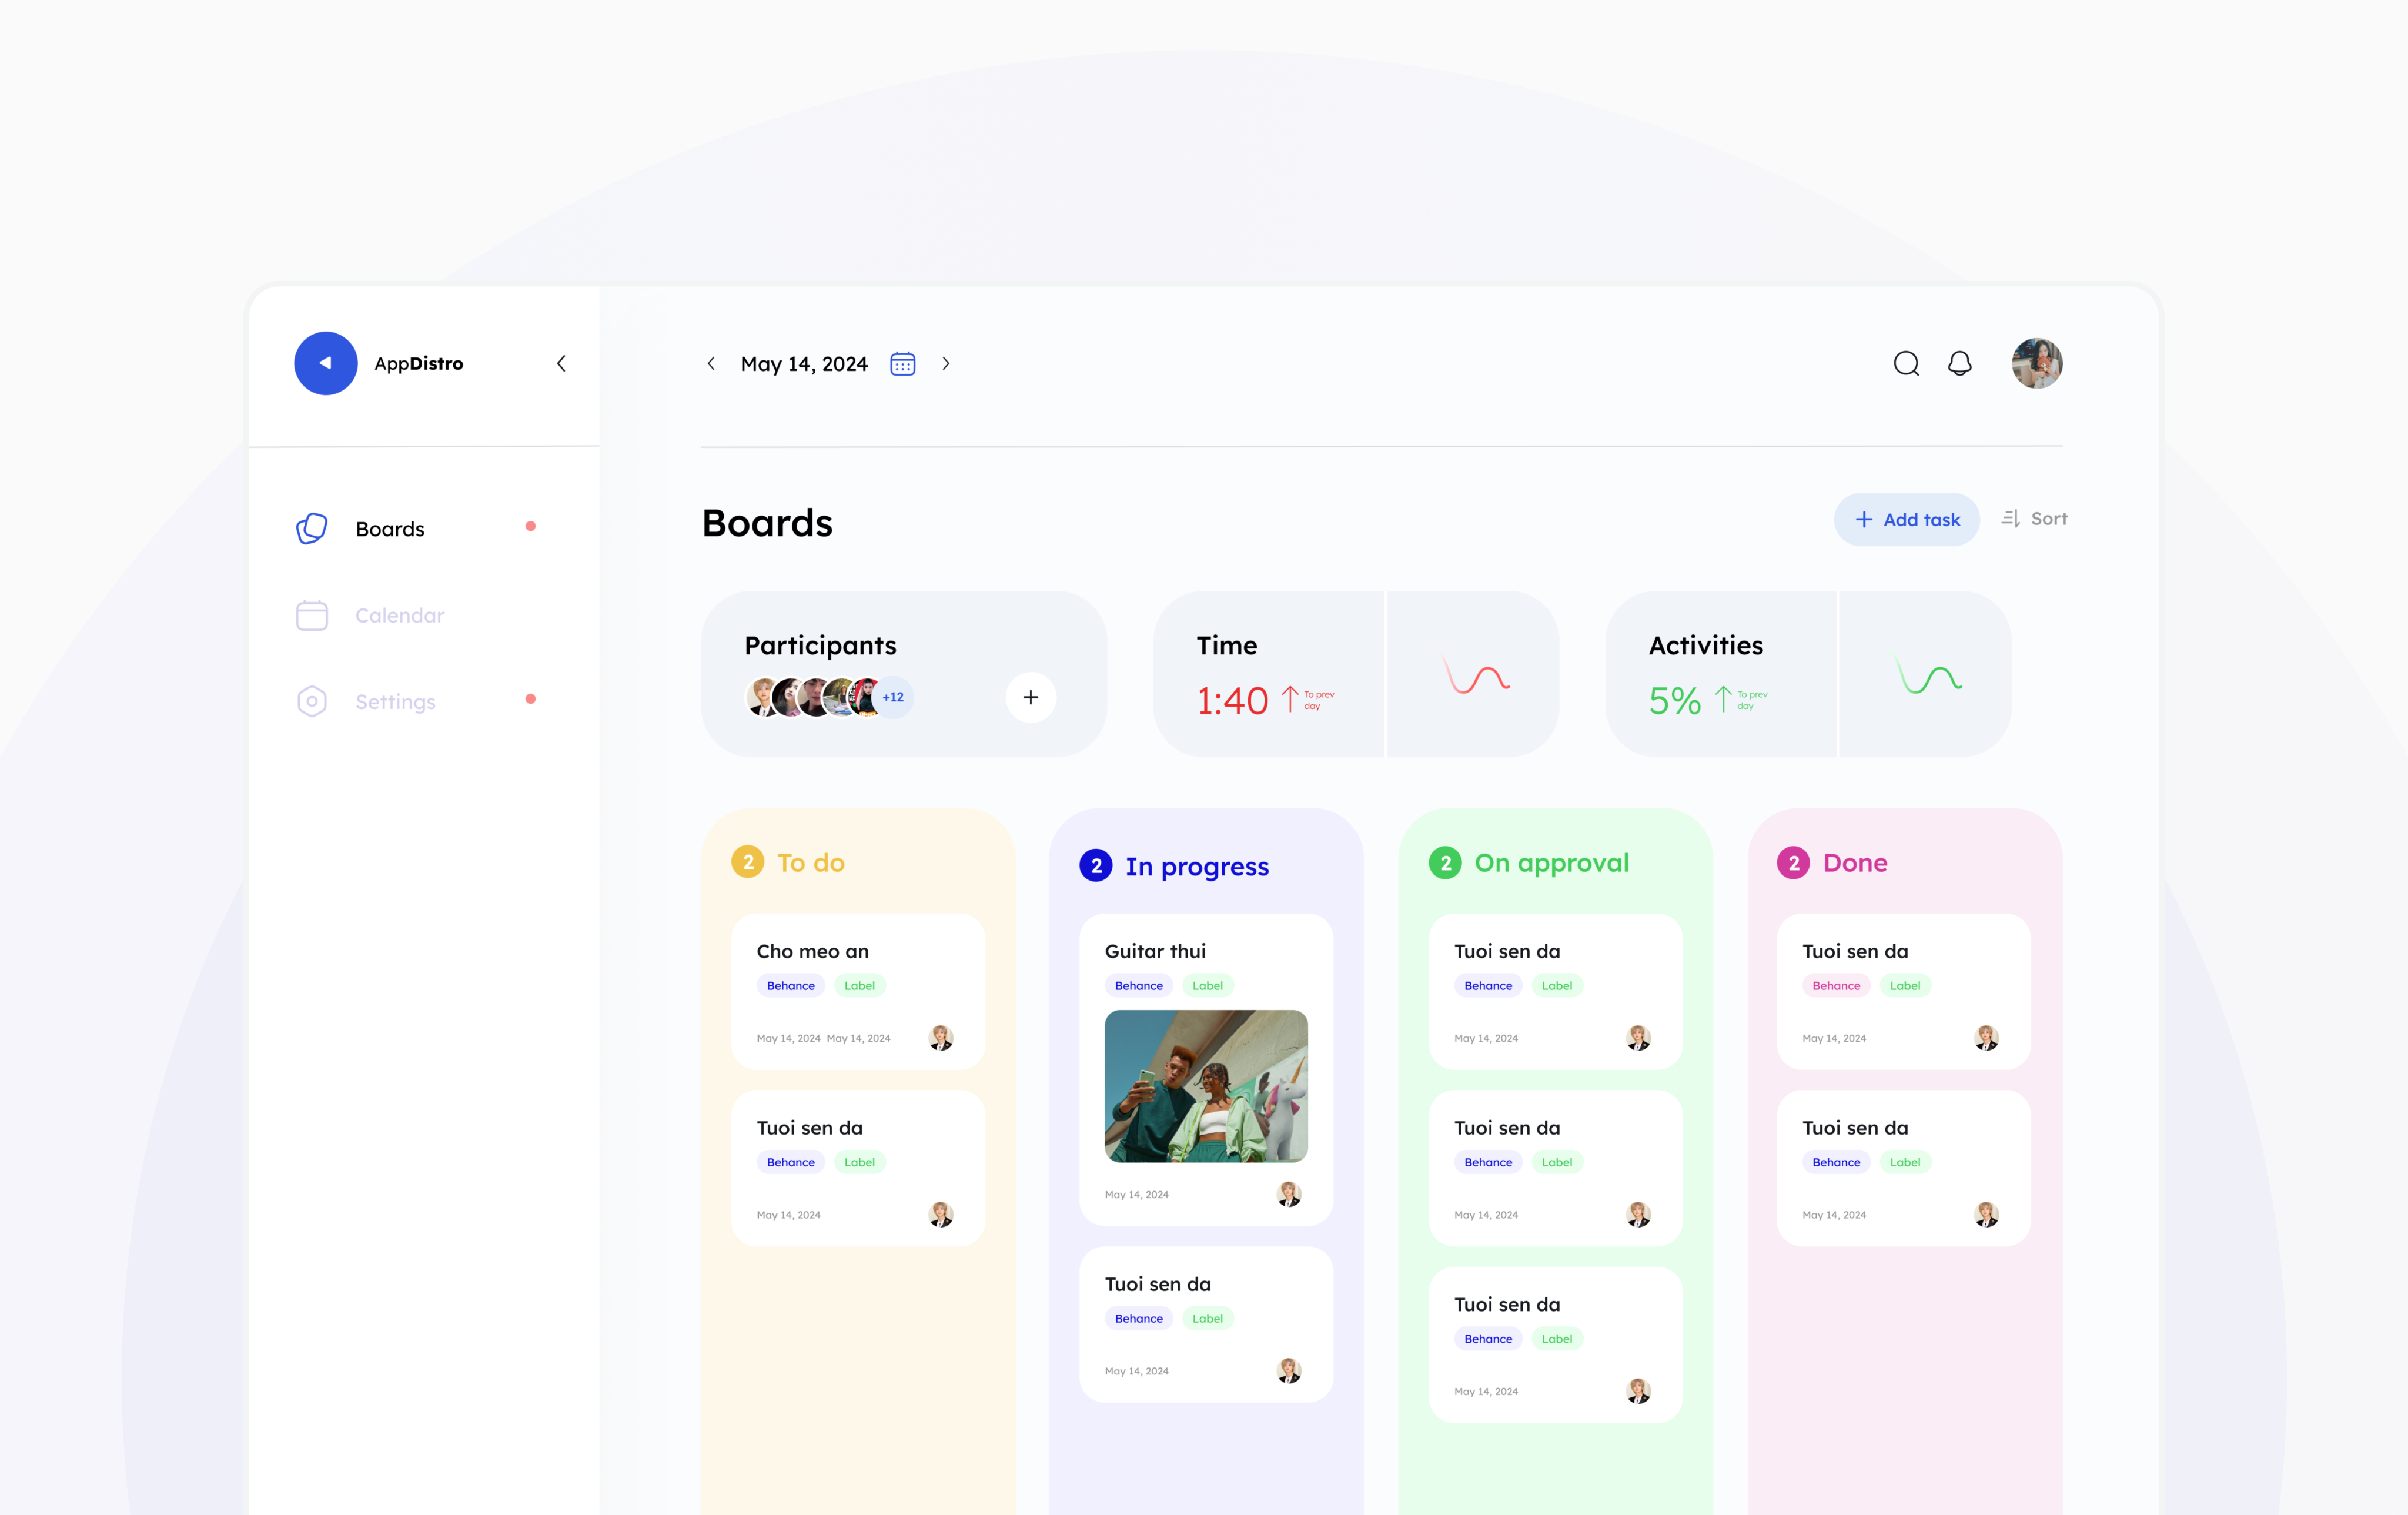 AppDistro
May 14, 2024
Boards
Calendar
Settings
Boards
Add task
Sort
Participants
+12
Time
1:40
To prev
day
Activities
5%
To prev
day
2 To do
Cho meo an
Behance Label
May 14, 2024 May 14, 2024
Tuoi sen da
Behance Label
May 14, 2024
2 In progress
Guitar thui
Behance Label
May 14, 2024
Tuoi sen da
Behance Label
May 14, 2024
2 On approval
Tuoi sen da
Behance Label
May 14, 2024
Tuoi sen da
Behance Label
May 14, 2024
Tuoi sen da
Behance Label
May 14, 2024
2 Done
Tuoi sen da
Behance Label
May 14, 2024
Tuoi sen da
Behance Label
May 14, 2024